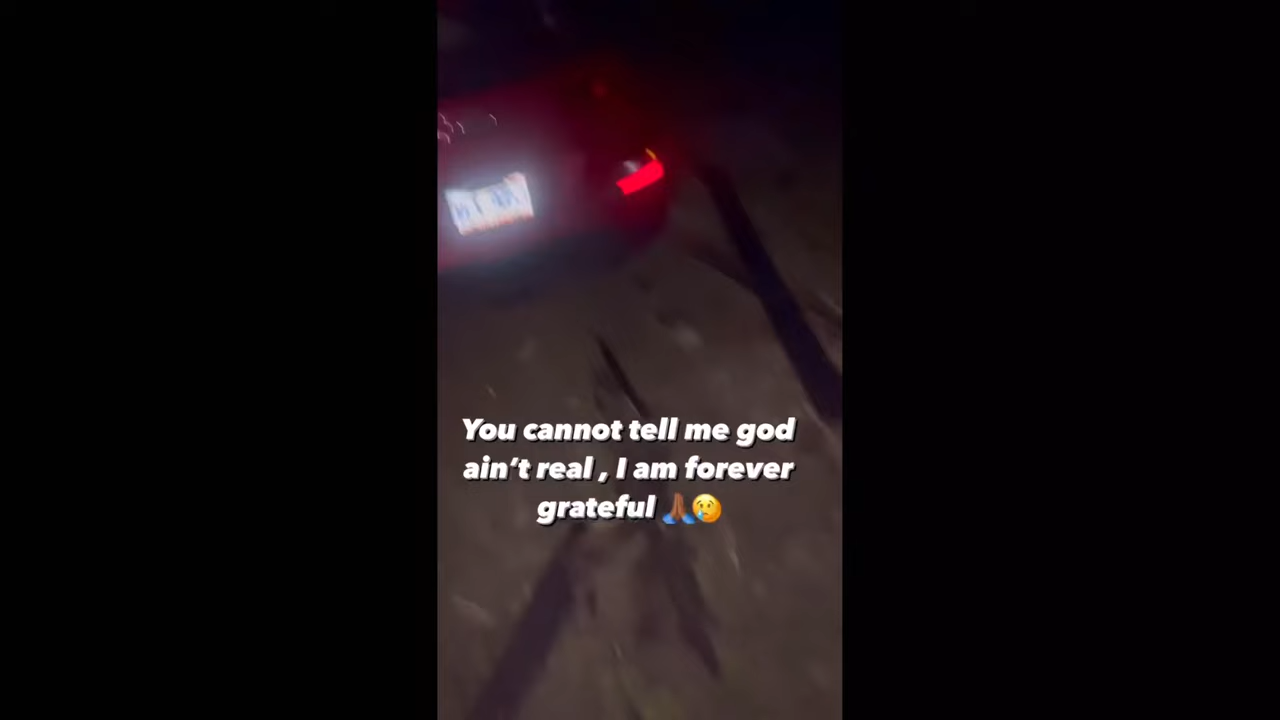 You cannot tell me god
ain't real , I am forever
grateful 🙏🏾😢